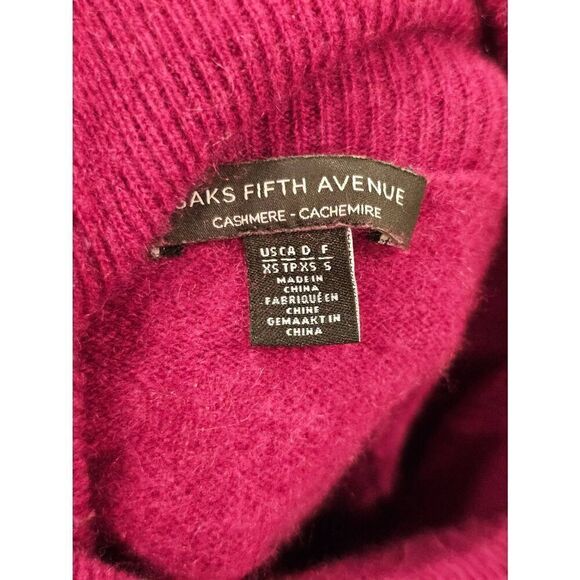 SAKS FIFTH AVENUE
CASHMERE - CACHEMIRE
US CA D F
XS TP XS S
MADE IN
CHINA
FABRIQUÉ EN
CHINE
GEMAAKT IN
CHINA